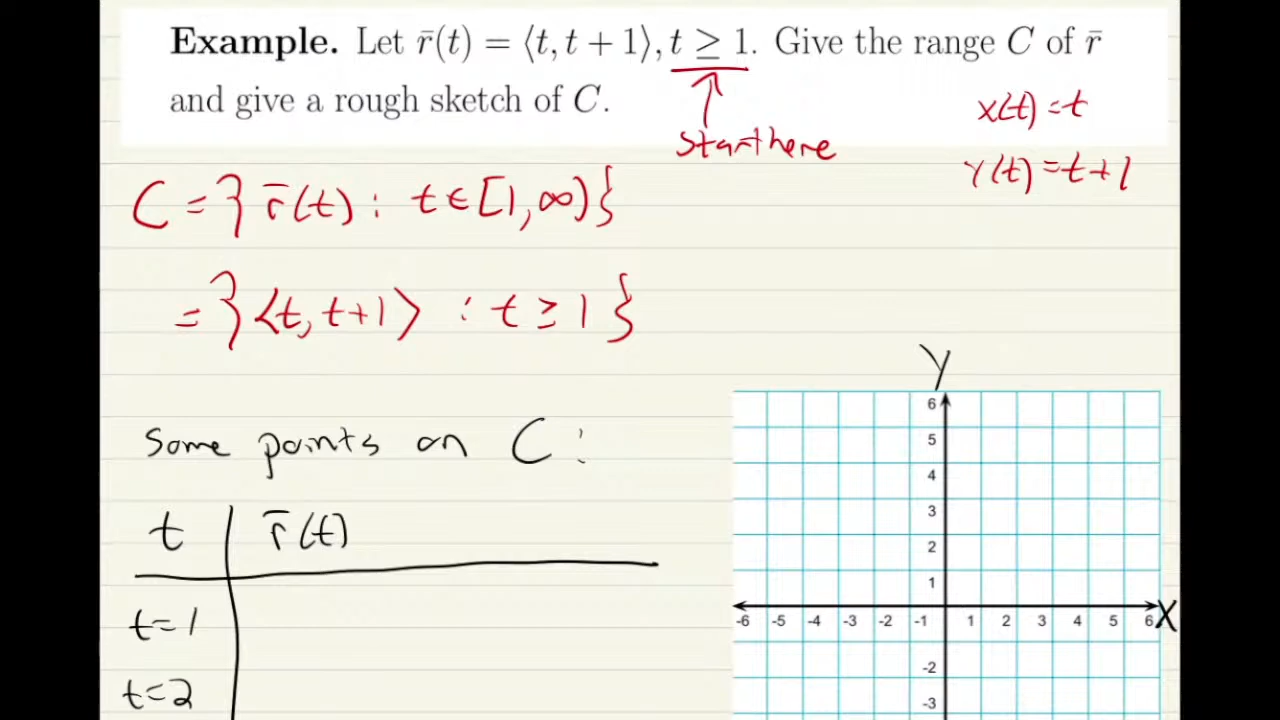 Example. Let r̄(t) = ⟨t, t + 1⟩, t ≥ 1. Give the range C of r̄
and give a rough sketch of C.
Start here
x(t) = t
y(t) = t+1
C = } r̄(t) : t ∈ [1, ∞) }
= } ⟨t, t+1⟩ : t ≥ 1 }
Some points on C :
t r̄(t)
t=1
t=2
Y
6
5
4
3
2
1
-6 -5 -4 -3 -2 -1 1 2 3 4 5 6 X
-2
-3